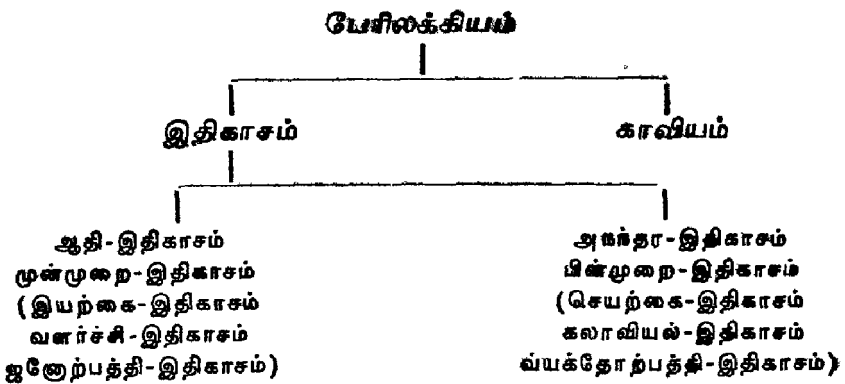 பேரிலக்கியம்
இதிகாசம்
காவியம்
ஆதி-இதிகாசம்
முன்முறை-இதிகாசம்
(இயற்கை-இதிகாசம்
வளர்ச்சி-இதிகாசம்
ஜனோற்பத்தி-இதிகாசம்)
அநந்தர-இதிகாசம்
பின்முறை-இதிகாசம்
(செயற்கை-இதிகாசம்
கலாவியல்-இதிகாசம்
வ்யக்தோற்பத்தி-இதிகாசம்)